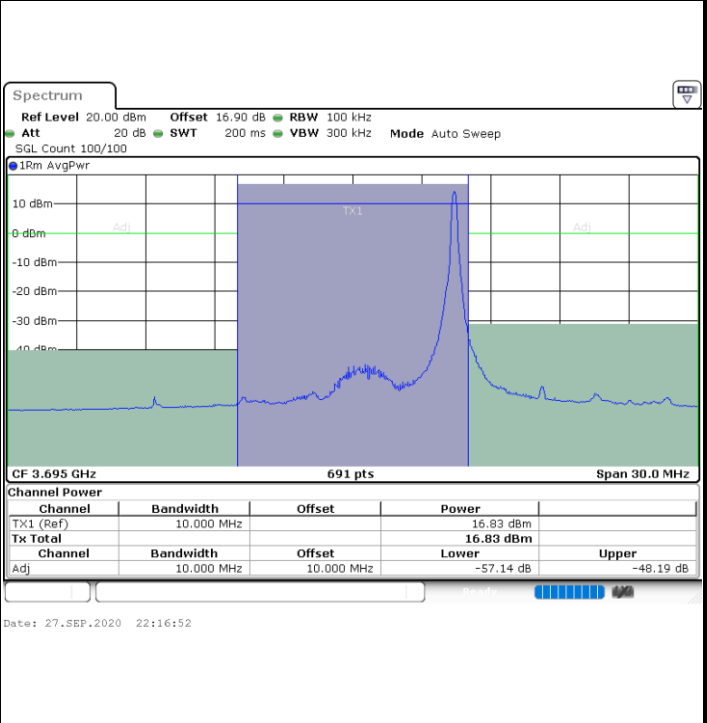 Spectrum
Ref Level 20.00 dBm Offset 16.90 dB RBW 100 kHz
Att 20 dB SWT 200 ms VBW 300 kHz Mode Auto Sweep
SGL Count 100/100
1Rm AvgPwr
10 dBm
TX1
Adj Adj
0 dBm
-10 dBm
-20 dBm
-30 dBm
-40 dBm
CF 3.695 GHz 691 pts Span 30.0 MHz
Channel Power
Channel Bandwidth Offset Power
TX1 (Ref) 10.000 MHz 16.83 dBm
Tx Total 16.83 dBm
Channel Bandwidth Offset Lower Upper
Adj 10.000 MHz 10.000 MHz -57.14 dB -48.19 dB
Ready
Date: 27.SEP.2020 22:16:52